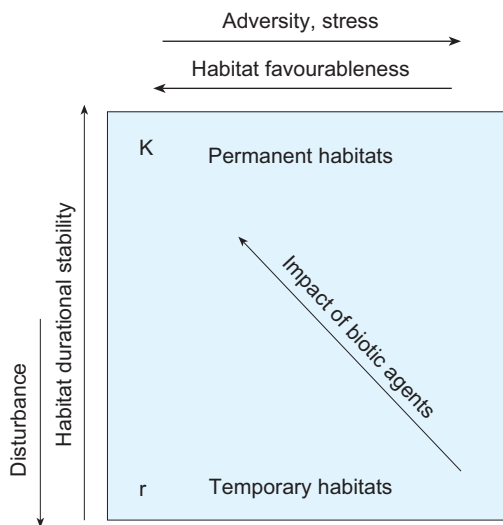 Adversity, stress
Habitat favourableness
K
Permanent habitats
Habitat durational stability
Disturbance
Impact of biotic agents
r
Temporary habitats